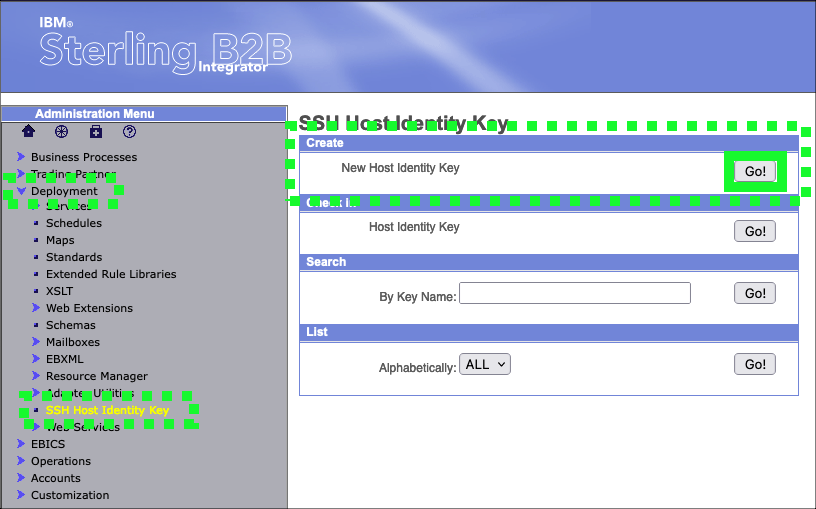 IBM®
Sterling B2B
Integrator
Administration Menu
Business Processes
Trading Partner
Deployment
Services
Schedules
Maps
Standards
Extended Rule Libraries
XSLT
Web Extensions
Schemas
Mailboxes
EBXML
Resource Manager
Adapter Utilities
SSH Host Identity Key
Web Services
EBICS
Operations
Accounts
Customization
SSH Host Identity Key
Create
New Host Identity Key Go!
Check in
Host Identity Key Go!
Search
By Key Name: Go!
List
Alphabetically: ALL Go!